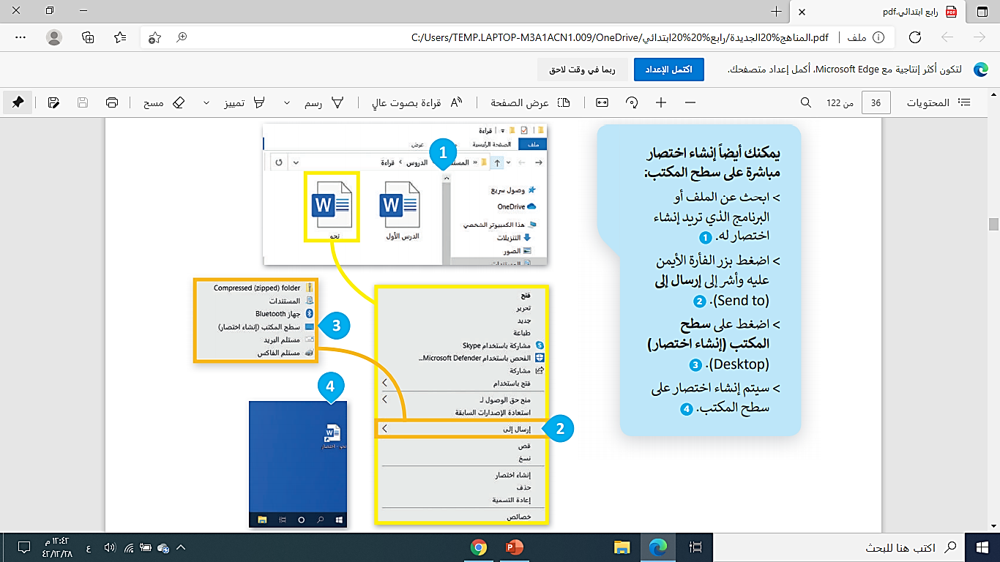 رابع ابتدائي.pdf
ملف
C:/Users/TEMP.LAPTOP-M3A1ACN1.009/OneDrive/المناهج%20الجديدة/رابع%20%20ابتدائي.pdf
لتكون أكثر إنتاجية مع Microsoft Edge، أكمل إعداد متصفحك.
اكتمل الإعداد
ربما في وقت لاحق
المحتويات
36
من 122
عرض الصفحة
قراءة بصوت عالٍ
رسم
تمييز
مسح
يمكنك أيضاً إنشاء اختصار
مباشرة على سطح المكتب:
> ابحث عن الملف أو
البرنامج الذي تريد إنشاء
اختصار له. 1
> اضغط بزر الفأرة الأيمن
عليه وأشر إلى إرسال إلى
(Send to). 2
> اضغط على سطح
المكتب (إنشاء اختصار)
(Desktop). 3
> سيتم إنشاء اختصار على
سطح المكتب. 4
قراءة
ملف
الصفحة الرئيسية
عرض
1
الدروس
قراءة
وصول سريع
OneDrive
هذا الكمبيوتر الشخصي
التنزيلات
الصور
المستندات
الدرس الأول
نحو
فتح
تحرير
جديد
طباعة
مشاركة باستخدام Skype
الفحص باستخدام Microsoft Defender...
مشاركة
فتح باستخدام
منح حق الوصول لـ
استعادة الإصدارات السابقة
إرسال إلى
2
قص
نسخ
إنشاء اختصار
حذف
إعادة التسمية
خصائص
Compressed (zipped) folder
المستندات
جهاز Bluetooth
سطح المكتب (إنشاء اختصار)
3
مستلم البريد
مستلم الفاكس
4
نحو - اختصار
اكتب هنا للبحث
ع
١٢:٤٢ م
٤٢/١٢/٢٨